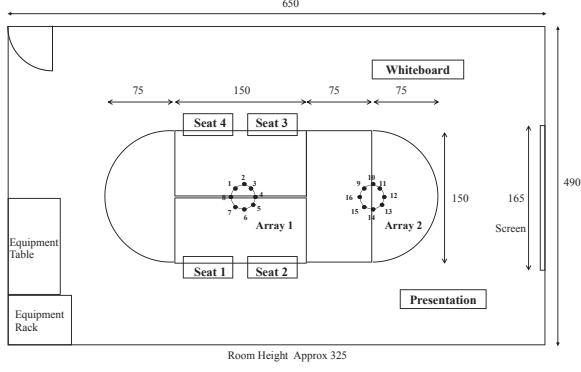 650
Whiteboard
75
150
75
75
Seat 4
Seat 3
490
10
2
9
11
1
3
16
12
8
4
150
165
7
5
15
13
6
14
Array 1
Array 2
Screen
Equipment
Table
Seat 1
Seat 2
Presentation
Equipment
Rack
Room Height Approx 325